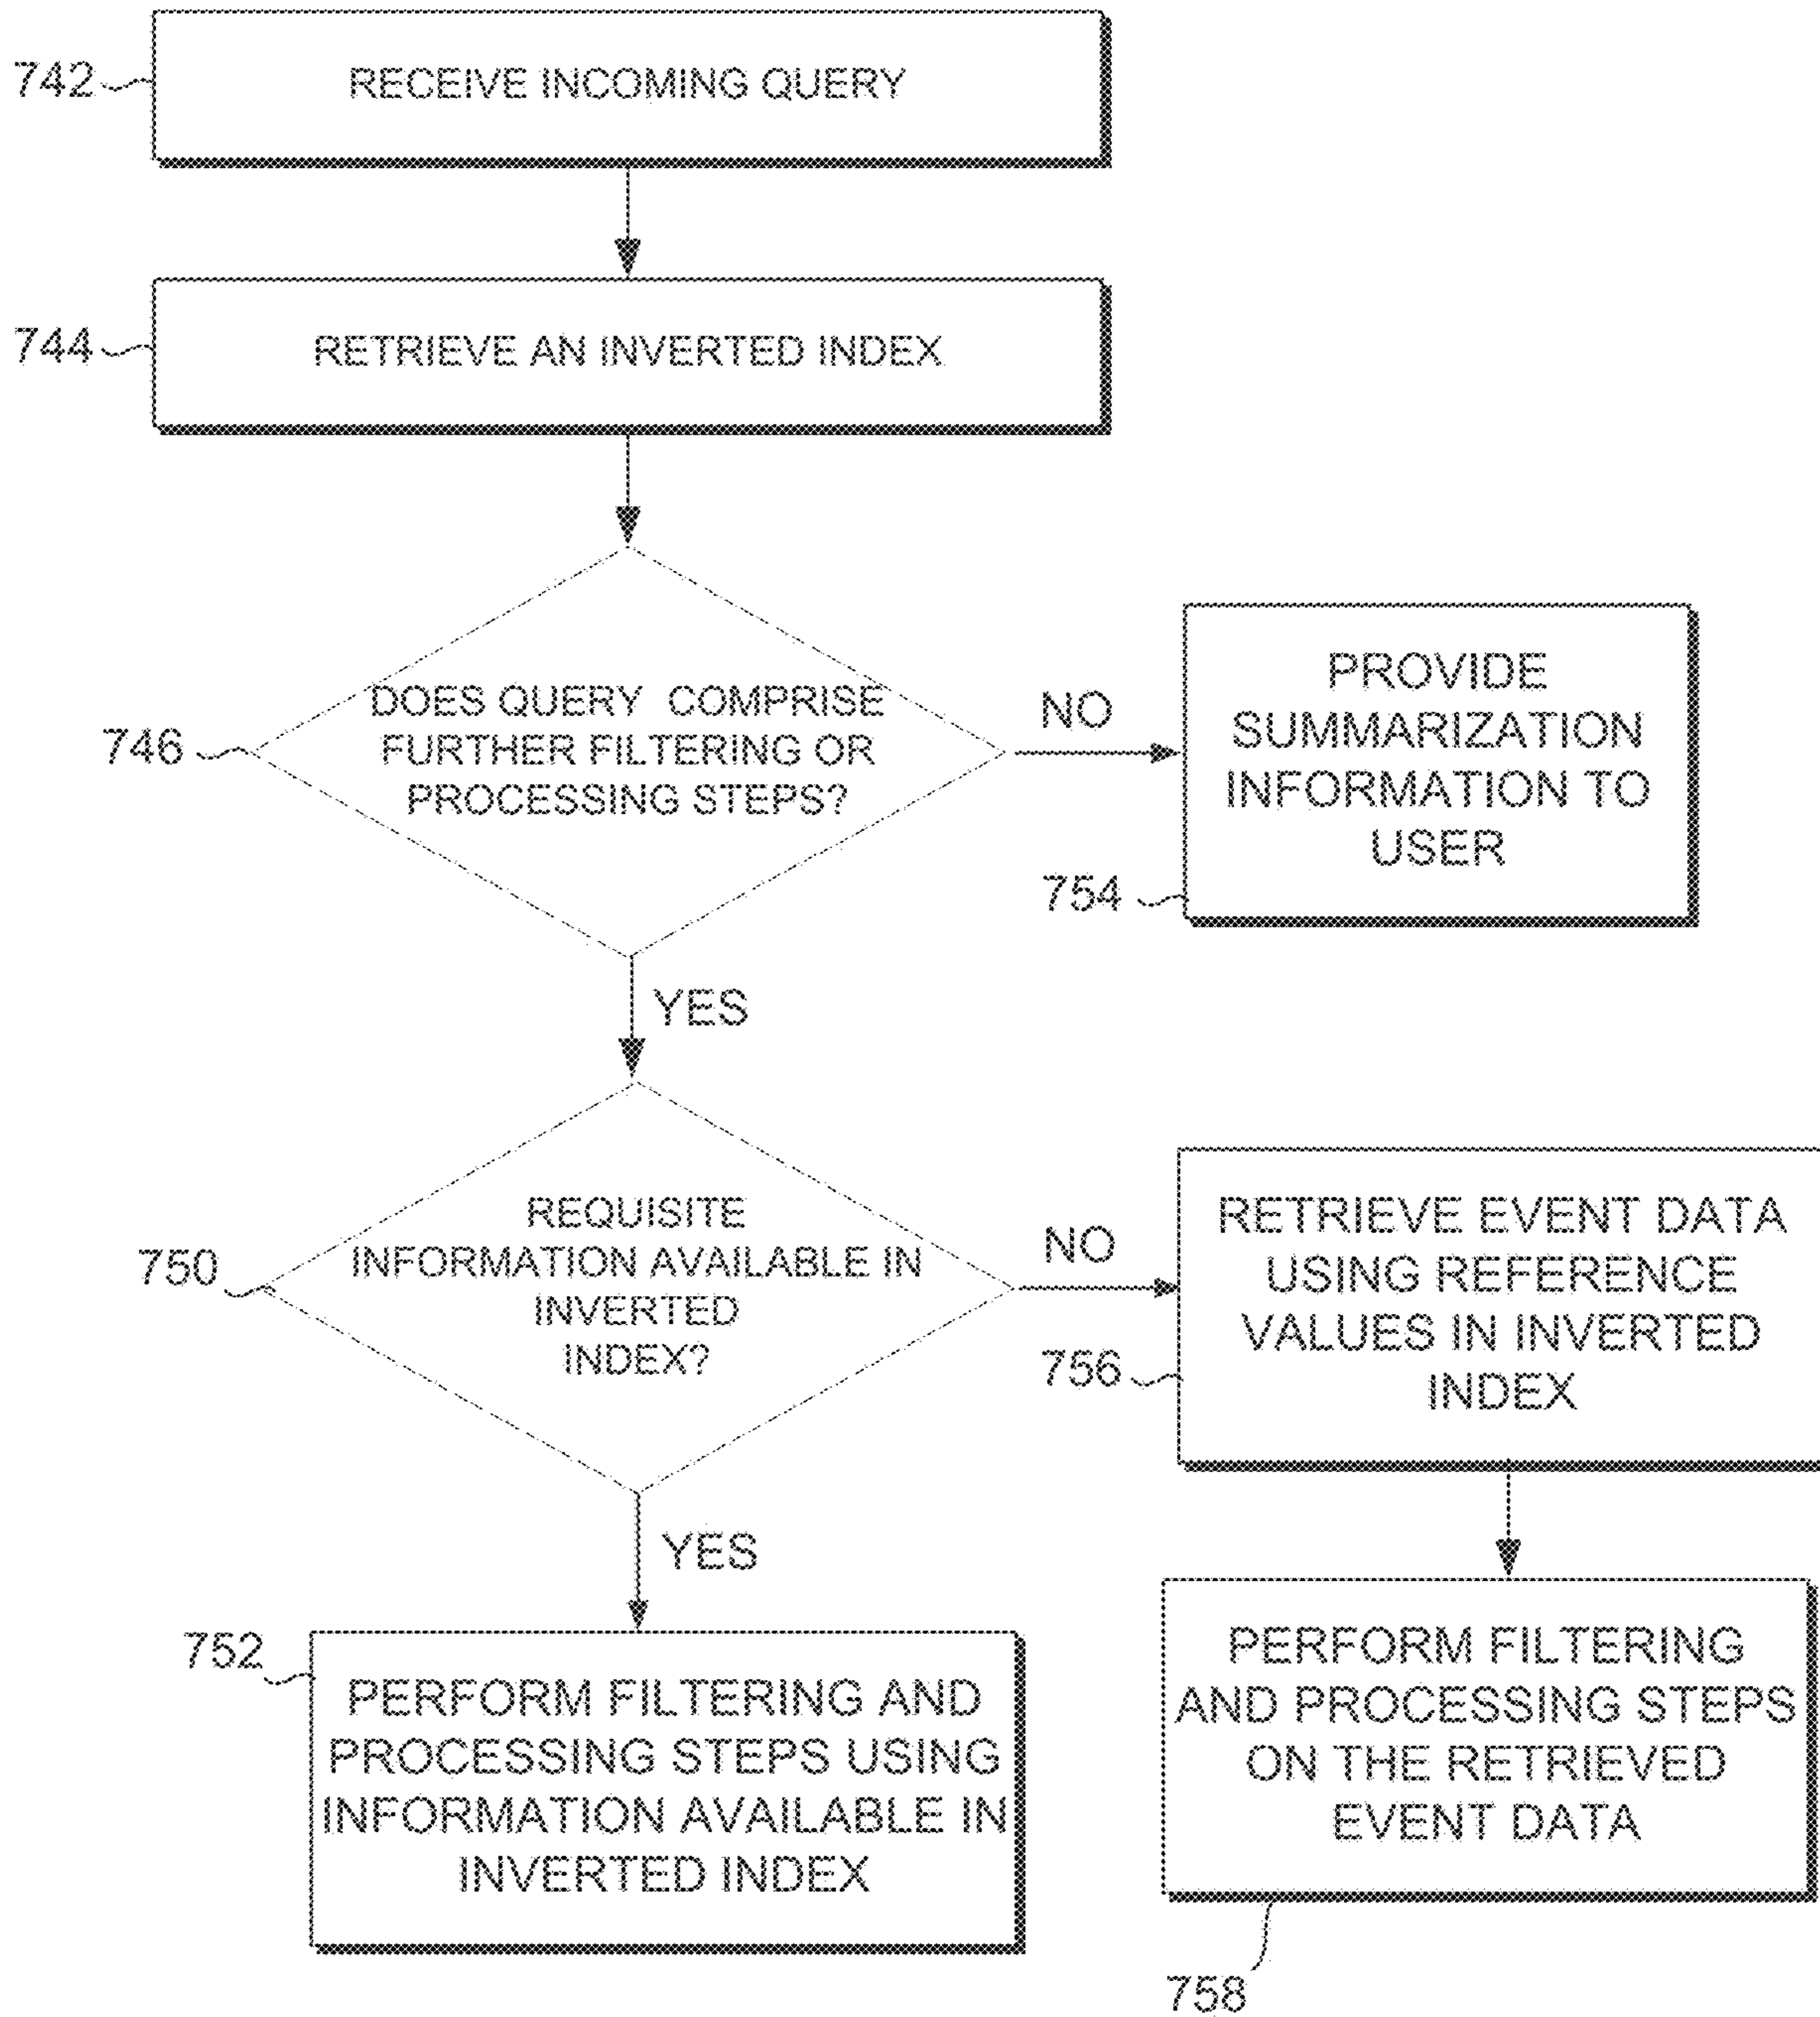 742
RECEIVE INCOMING QUERY
744
RETRIEVE AN INVERTED INDEX
746
DOES QUERY COMPRISE
FURTHER FILTERING OR
PROCESSING STEPS?
NO
PROVIDE
SUMMARIZATION
INFORMATION TO
USER
754
YES
750
REQUISITE
INFORMATION AVAILABLE IN
INVERTED
INDEX?
NO
RETRIEVE EVENT DATA
USING REFERENCE
VALUES IN INVERTED
INDEX
756
YES
752
PERFORM FILTERING AND
PROCESSING STEPS USING
INFORMATION AVAILABLE IN
INVERTED INDEX
PERFORM FILTERING
AND PROCESSING STEPS
ON THE RETRIEVED
EVENT DATA
758